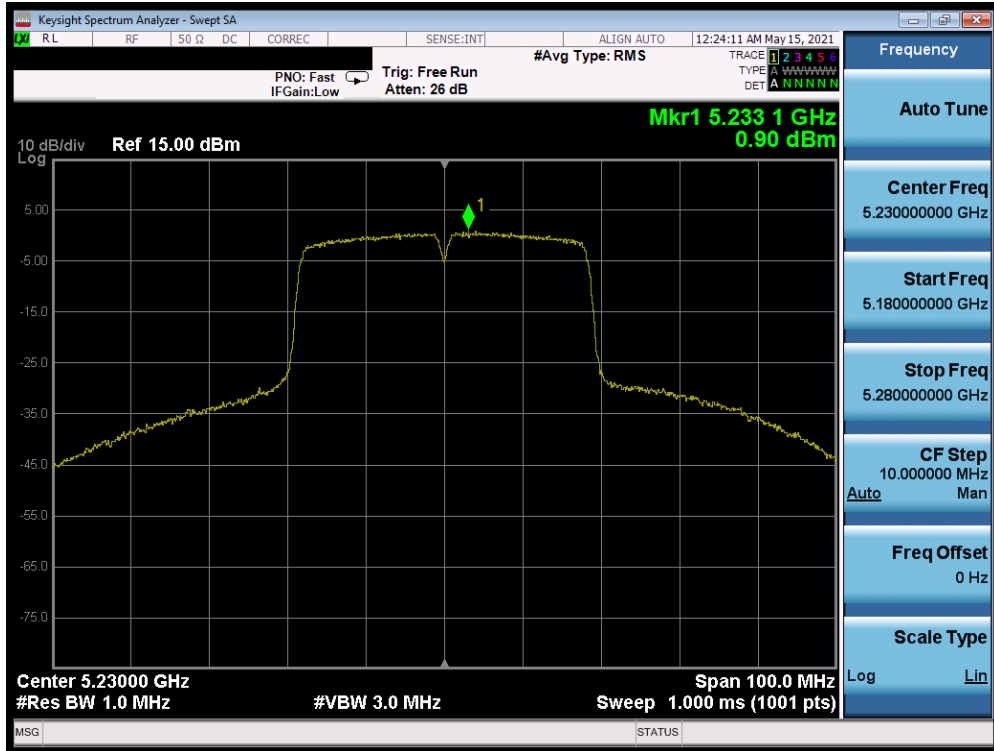 Keysight Spectrum Analyzer - Swept SA
LXI RL RF 50 Ω DC CORREC SENSE:INT ALIGN AUTO 12:24:11 AM May 15, 2021
#Avg Type: RMS TRACE 1 2 3 4 5 6
PNO: Fast Trig: Free Run TYPE A WWWWW
IFGain:Low Atten: 26 dB DET A N N N N N
Mkr1 5.233 1 GHz
0.90 dBm
10 dB/div Ref 15.00 dBm
Log
1
5.00
-5.00
-15.0
-25.0
-35.0
-45.0
-55.0
-65.0
-75.0
Center 5.23000 GHz Span 100.0 MHz
#Res BW 1.0 MHz #VBW 3.0 MHz Sweep 1.000 ms (1001 pts)
MSG STATUS
Frequency
Auto Tune
Center Freq
5.230000000 GHz
Start Freq
5.180000000 GHz
Stop Freq
5.280000000 GHz
CF Step
10.000000 MHz
Auto Man
Freq Offset
0 Hz
Scale Type
Log Lin